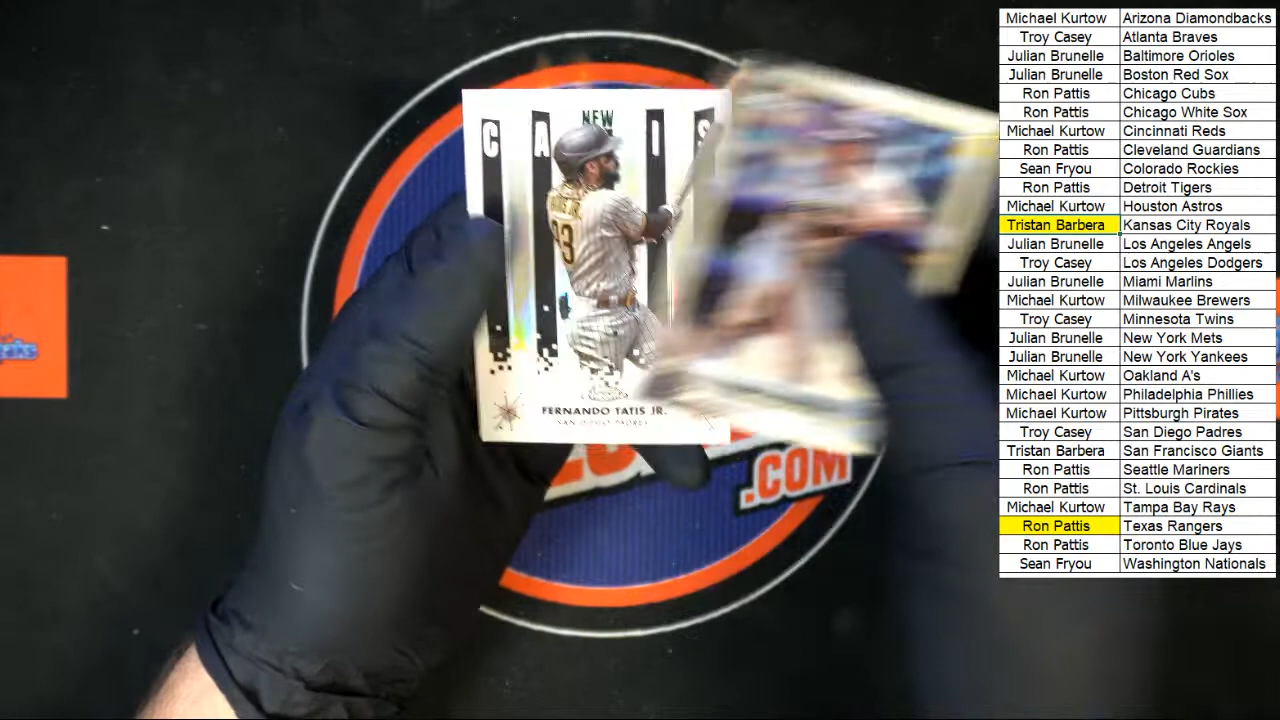 NEW
C A I S
23
FERNANDO TATIS JR.
SAN DIEGO PADRES
.COM
Michael Kurtow Arizona Diamondbacks
Troy Casey Atlanta Braves
Julian Brunelle Baltimore Orioles
Julian Brunelle Boston Red Sox
Ron Pattis Chicago Cubs
Ron Pattis Chicago White Sox
Michael Kurtow Cincinnati Reds
Ron Pattis Cleveland Guardians
Sean Fryou Colorado Rockies
Ron Pattis Detroit Tigers
Michael Kurtow Houston Astros
Tristan Barbera Kansas City Royals
Julian Brunelle Los Angeles Angels
Troy Casey Los Angeles Dodgers
Julian Brunelle Miami Marlins
Michael Kurtow Milwaukee Brewers
Troy Casey Minnesota Twins
Julian Brunelle New York Mets
Julian Brunelle New York Yankees
Michael Kurtow Oakland A's
Michael Kurtow Philadelphia Phillies
Michael Kurtow Pittsburgh Pirates
Troy Casey San Diego Padres
Tristan Barbera San Francisco Giants
Ron Pattis Seattle Mariners
Ron Pattis St. Louis Cardinals
Michael Kurtow Tampa Bay Rays
Ron Pattis Texas Rangers
Ron Pattis Toronto Blue Jays
Sean Fryou Washington Nationals